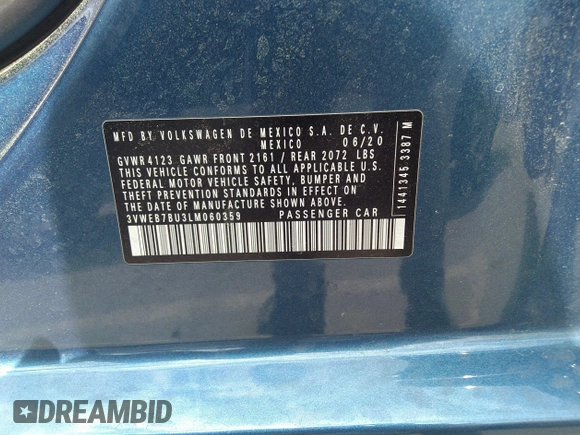 MFD BY VOLKSWAGEN DE MEXICO S.A. DE C.V.
MEXICO 06/20
GVWR 4123 GAWR FRONT 2161 / REAR 2072 LBS
THIS VEHICLE CONFORMS TO ALL APPLICABLE U.S.
FEDERAL MOTOR VEHICLE SAFETY, BUMPER AND
THEFT PREVENTION STANDARDS IN EFFECT ON
THE DATE OF MANUFACTURE SHOWN ABOVE.
3VWEB7BU3LM060359 PASSENGER CAR
1441345 3387 M
DREAMBID